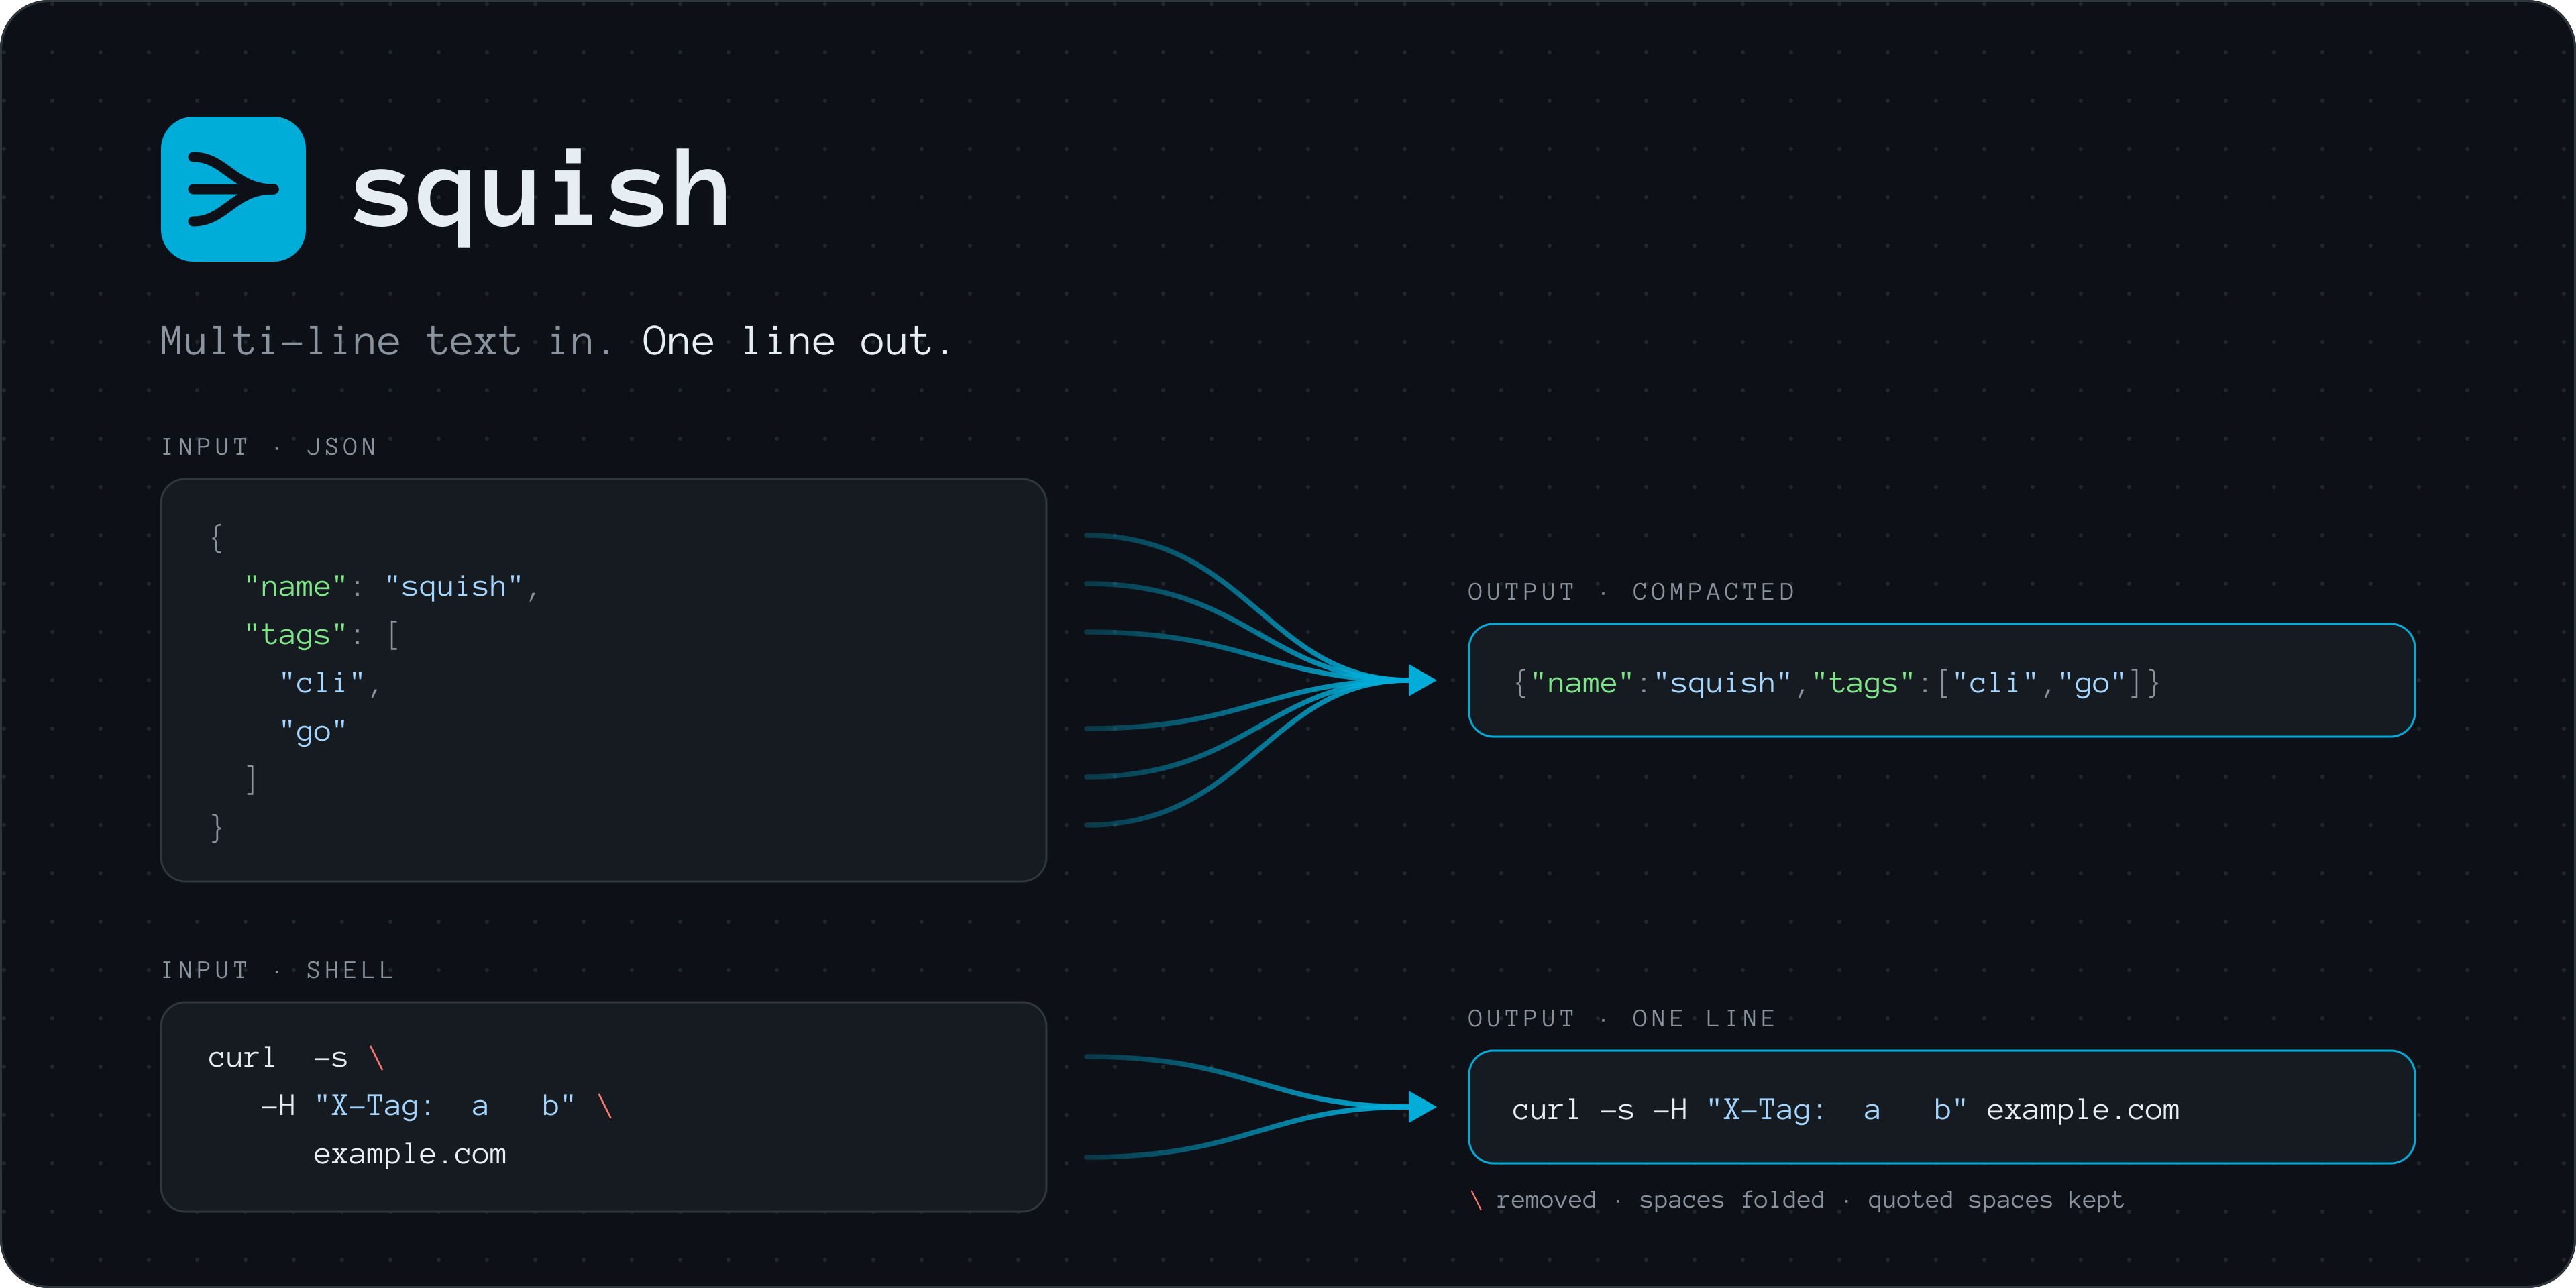 squish
Multi-line text in. One line out.
INPUT · JSON
{
  "name": "squish",
  "tags": [
    "cli",
    "go"
  ]
}
OUTPUT · COMPACTED
{"name":"squish","tags":["cli","go"]}
INPUT · SHELL
curl  -s \
   -H "X-Tag:  a   b" \
      example.com
OUTPUT · ONE LINE
curl -s -H "X-Tag:  a   b" example.com
\ removed · spaces folded · quoted spaces kept